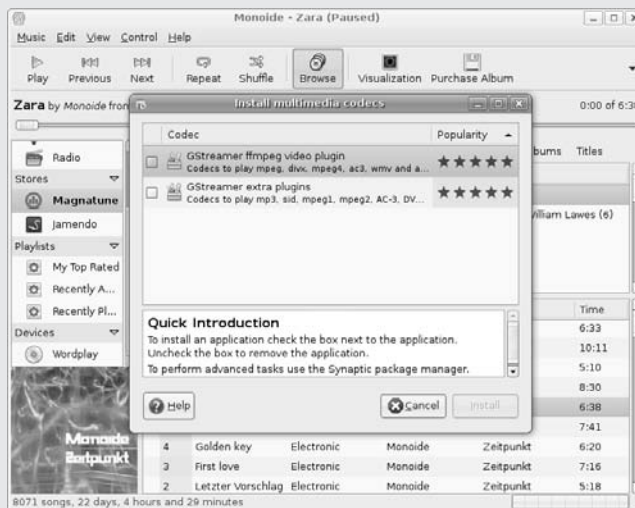 Monoide - Zara (Paused)
Music Edit View Control Help
Play Previous Next Repeat Shuffle Browse Visualization Purchase Album
Zara by Monoide from
0:00 of 6:3
Install multimedia codecs
Codec Popularity
GStreamer ffmpeg video plugin
Codecs to play mpeg, divx, mpeg4, ac3, wmv and a...
GStreamer extra plugins
Codecs to play mp3, sid, mpeg1, mpeg2, AC-3, DV...
Quick Introduction
To install an application check the box next to the application.
Uncheck the box to remove the application.
To perform advanced tasks use the Synaptic package manager.
Help Cancel Install
Radio
Stores
Magnatune
Jamendo
Playlists
My Top Rated
Recently A...
Recently Pl...
Devices
Wordplay
Monoide
Zeitpunkt
bums Titles
illiam Lawes (6)
Time
6:33
10:11
5:10
8:30
6:38
7:41
4 Golden key Electronic Monoide Zeitpunkt 6:20
3 First love Electronic Monoide Zeitpunkt 7:16
2 Letzter Vorschlag Electronic Monoide Zeitpunkt 5:18
8071 songs, 22 days, 4 hours and 29 minutes